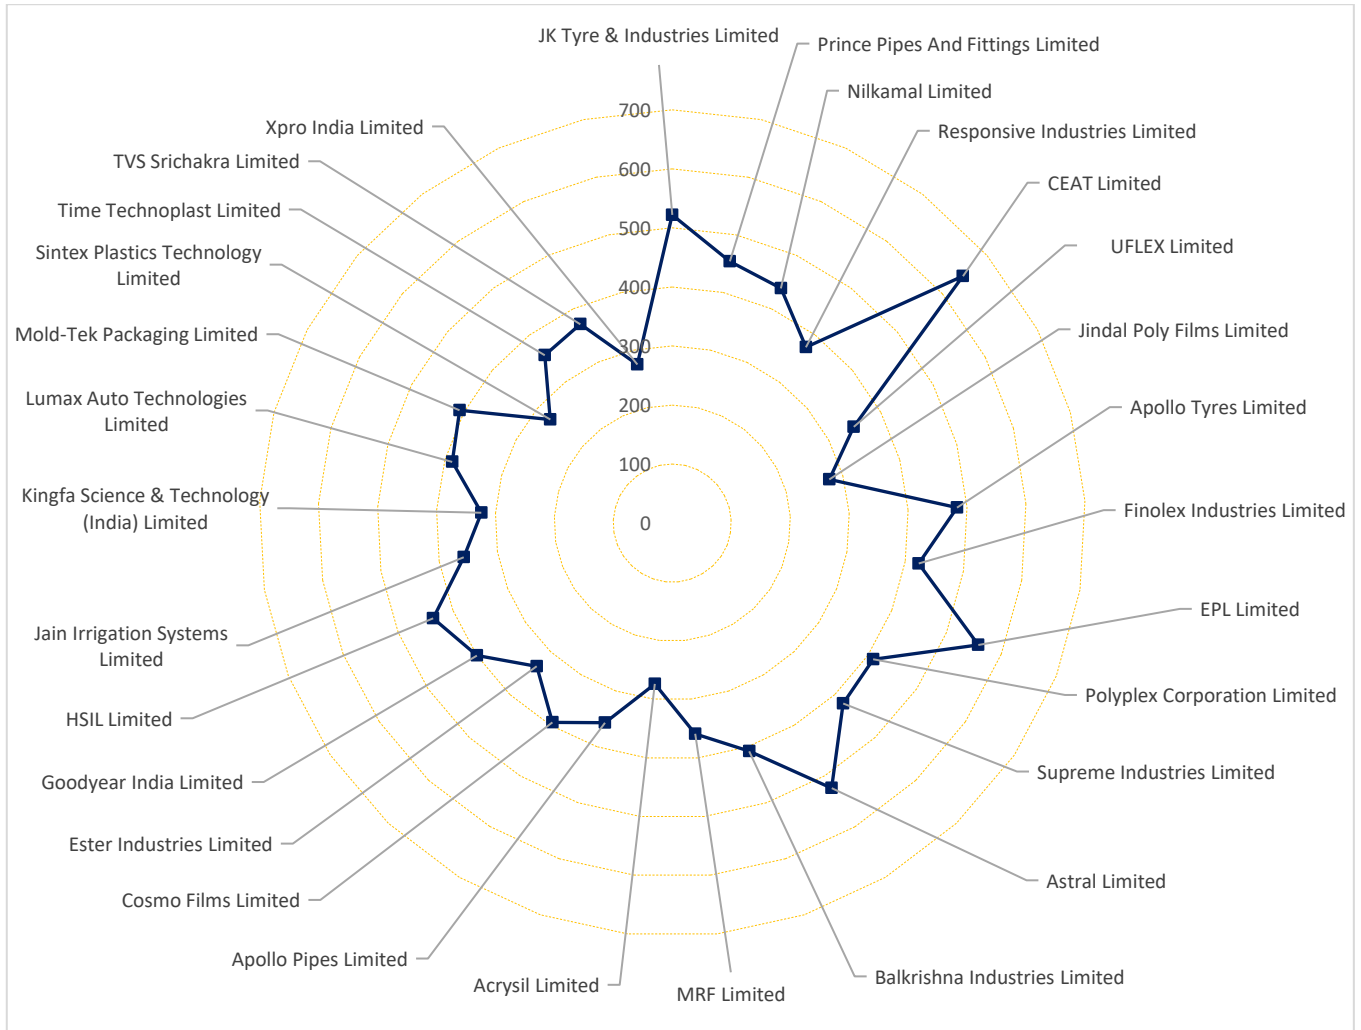 JK Tyre & Industries Limited
Prince Pipes And Fittings Limited
Nilkamal Limited
Responsive Industries Limited
CEAT Limited
UFLEX Limited
Jindal Poly Films Limited
Apollo Tyres Limited
Finolex Industries Limited
EPL Limited
Polyplex Corporation Limited
Supreme Industries Limited
Astral Limited
Balkrishna Industries Limited
MRF Limited
Acrysil Limited
Apollo Pipes Limited
Cosmo Films Limited
Ester Industries Limited
Goodyear India Limited
HSIL Limited
Jain Irrigation Systems
Limited
Kingfa Science & Technology
(India) Limited
Lumax Auto Technologies
Limited
Mold-Tek Packaging Limited
Sintex Plastics Technology
Limited
Time Technoplast Limited
TVS Srichakra Limited
Xpro India Limited
700
600
500
400
300
200
100
0